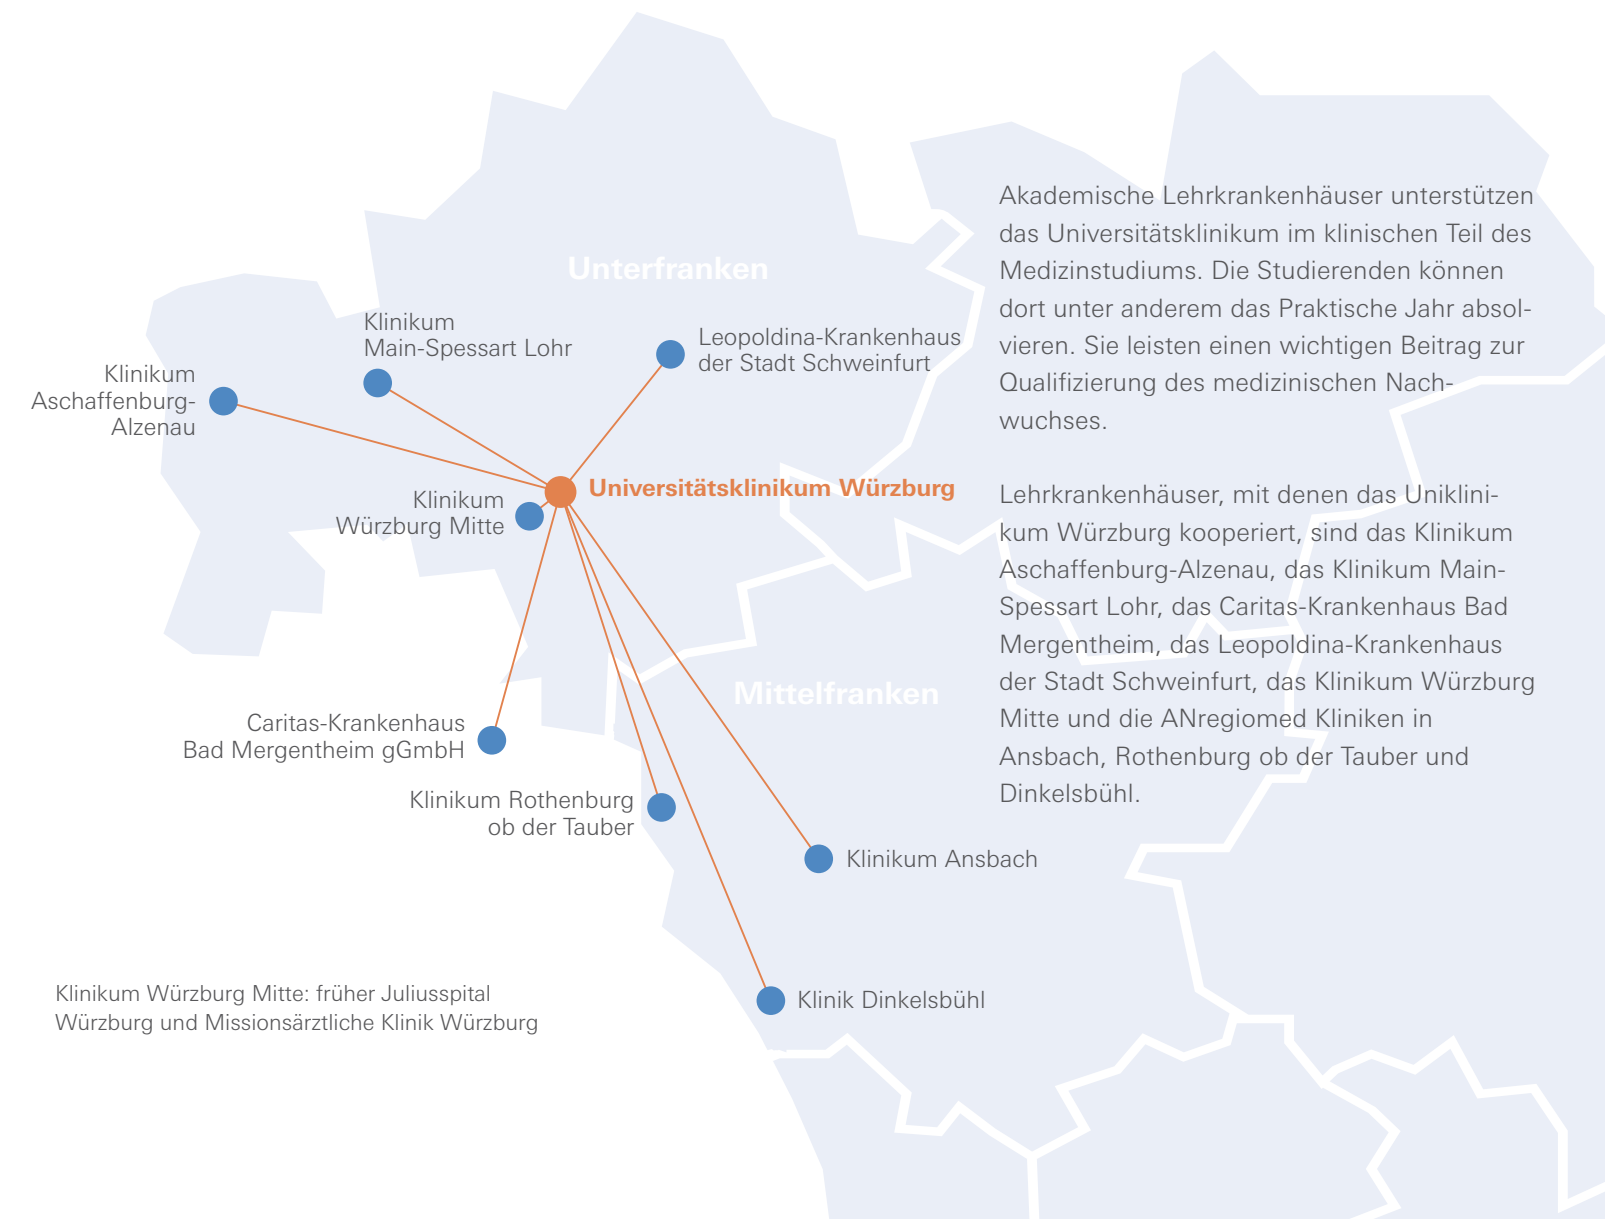 Unterfranken
Klinikum
Main-Spessart Lohr
Leopoldina-Krankenhaus
der Stadt Schweinfurt
Klinikum
Aschaffenburg-
Alzenau
Universitätsklinikum Würzburg
Klinikum
Würzburg Mitte
Mittelfranken
Caritas-Krankenhaus
Bad Mergentheim gGmbH
Klinikum Rothenburg
ob der Tauber
Klinikum Ansbach
Klinik Dinkelsbühl
Klinikum Würzburg Mitte: früher Juliusspital
Würzburg und Missionsärztliche Klinik Würzburg
Akademische Lehrkrankenhäuser unterstützen
das Universitätsklinikum im klinischen Teil des
Medizinstudiums. Die Studierenden können
dort unter anderem das Praktische Jahr absol-
vieren. Sie leisten einen wichtigen Beitrag zur
Qualifizierung des medizinischen Nach-
wuchses.
Lehrkrankenhäuser, mit denen das Uniklini-
kum Würzburg kooperiert, sind das Klinikum
Aschaffenburg-Alzenau, das Klinikum Main-
Spessart Lohr, das Caritas-Krankenhaus Bad
Mergentheim, das Leopoldina-Krankenhaus
der Stadt Schweinfurt, das Klinikum Würzburg
Mitte und die ANregiomed Kliniken in
Ansbach, Rothenburg ob der Tauber und
Dinkelsbühl.